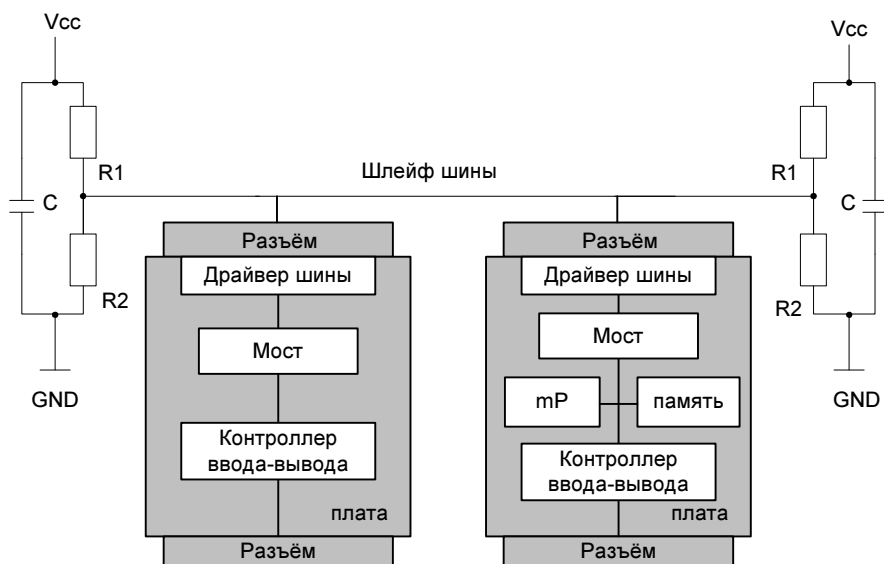 Vcc
Vcc
R1
Шлейф шины
R1
C
C
Разъём
Разъём
Драйвер шины
Драйвер шины
R2
R2
Мост
Мост
GND
GND
mP
память
Контроллер
ввода-вывода
Контроллер
ввода-вывода
плата
плата
Разъём
Разъём